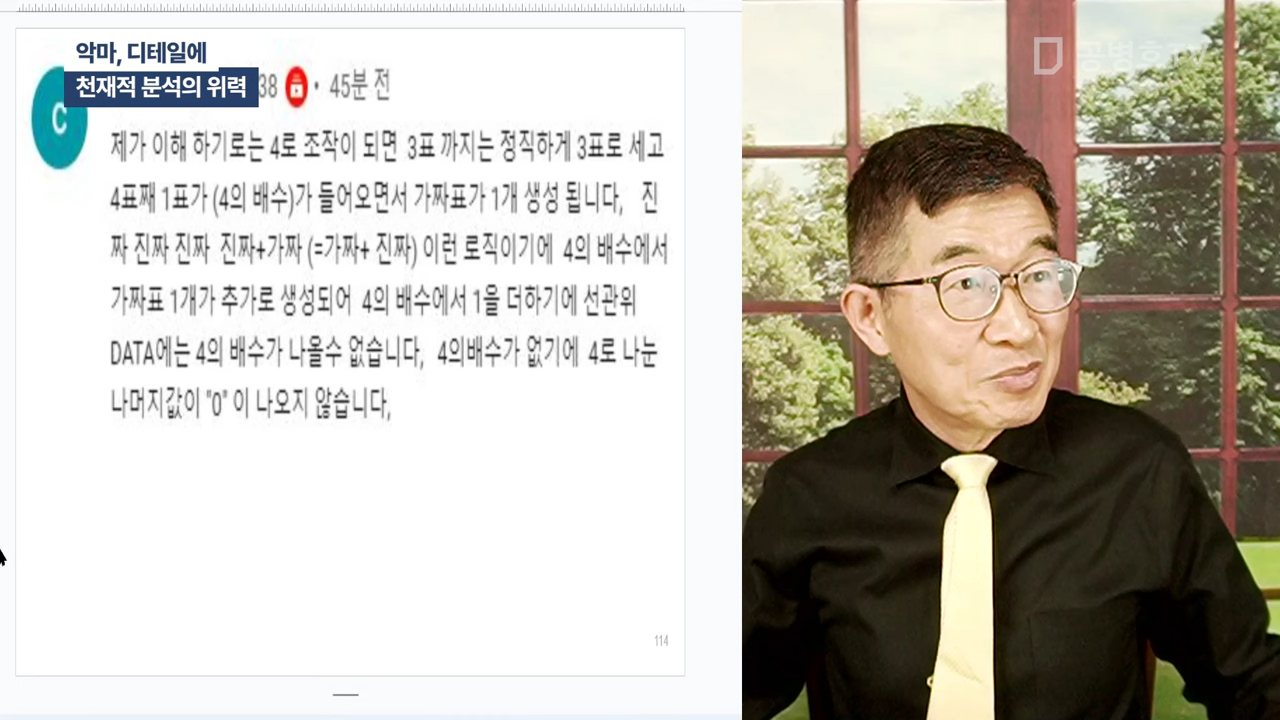 악마, 디테일에
천재적 분석의 위력
38 · 45분 전
C
제가 이해 하기로는 4로 조작이 되면 3표 까지는 정직하게 3표로 세고
4표째 1표가 (4의 배수)가 들어오면서 가짜표가 1개 생성 됩니다, 진
짜 진짜 진짜 진짜+가짜 (=가짜+ 진짜) 이런 로직이기에 4의 배수에서
가짜표 1개가 추가로 생성되어 4의 배수에서 1을 더하기에 선관위
DATA에는 4의 배수가 나올수 없습니다, 4의배수가 없기에 4로 나눈
나머지값이 "0" 이 나오지 않습니다,
114
공병호TV